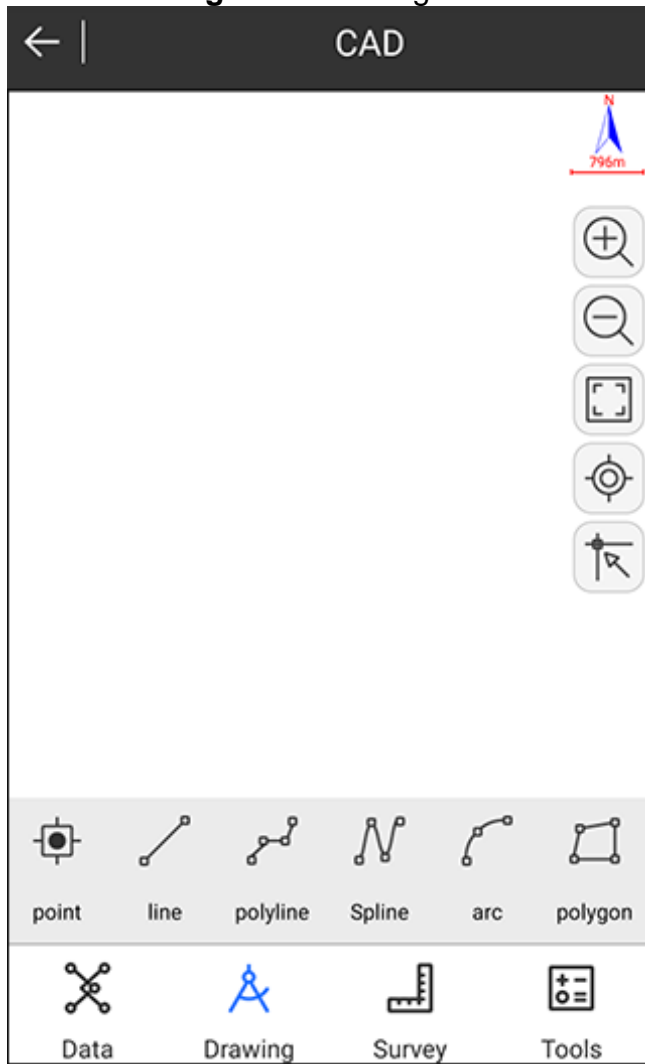 CAD
N
796m
point line polyline Spline arc polygon
Data Drawing Survey Tools